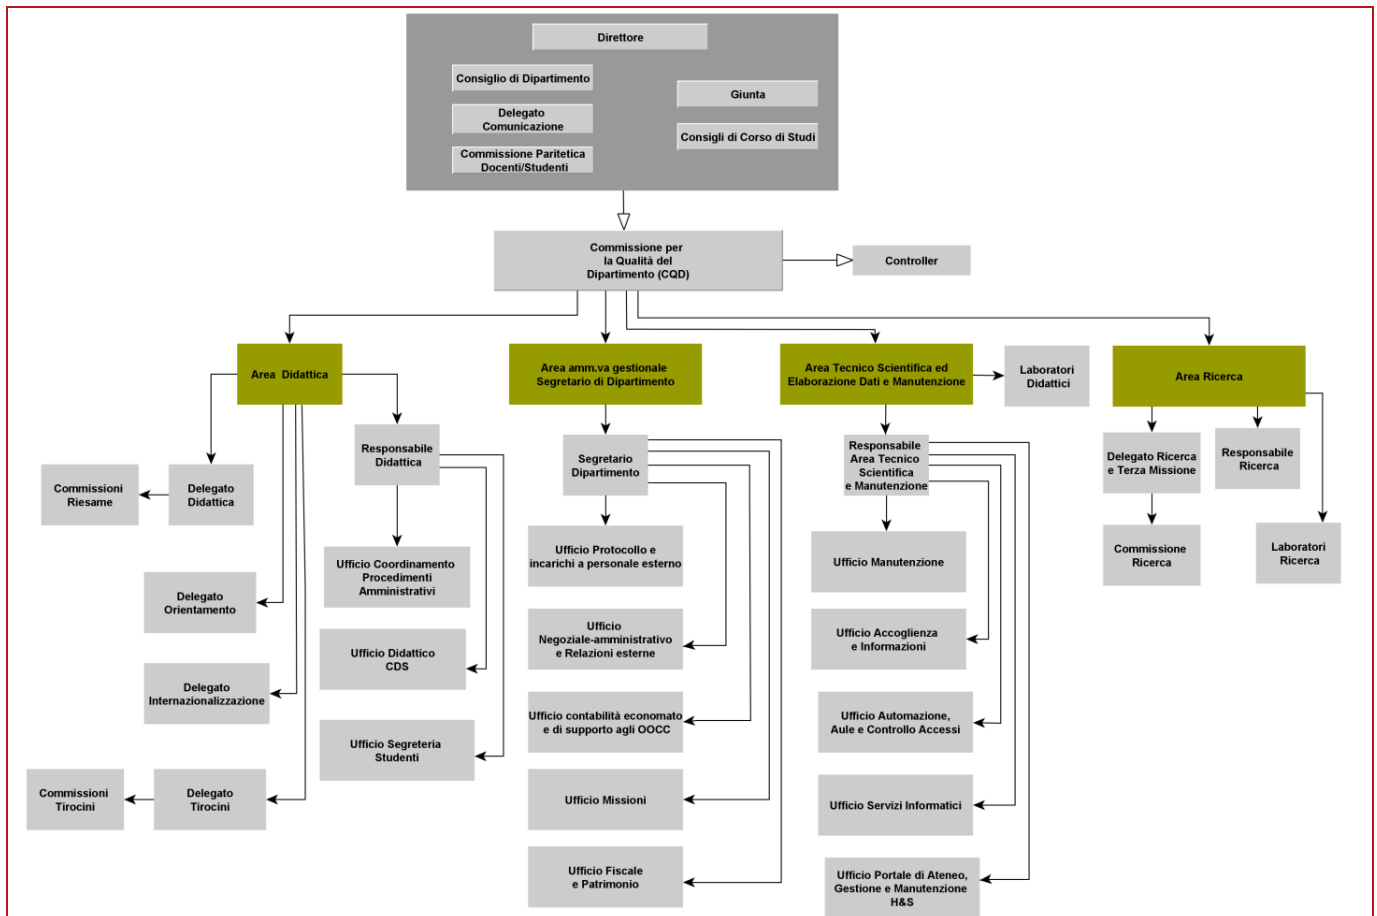 Direttore
Consiglio di Dipartimento
Delegato
Comunicazione
Commissione Paritetica
Docenti/Studenti
Giunta
Consigli di Corso di Studi
Commissione per
la Qualità del
Dipartimento (CQD)
Controller
Area Didattica
Area amm.va gestionale
Segretario di Dipartimento
Area Tecnico Scientifica ed
Elaborazione Dati e Manutenzione
Laboratori
Didattici
Area Ricerca
Commissioni
Riesame
Delegato
Didattica
Delegato
Orientamento
Delegato
Internazionalizzazione
Commissioni
Tirocini
Delegato
Tirocini
Responsabile
Didattica
Ufficio Coordinamento
Procedimenti
Amministrativi
Ufficio Didattico
CDS
Ufficio Segreteria
Studenti
Segretario
Dipartimento
Ufficio Protocollo e
incarichi a personale esterno
Ufficio
Negoziale-amministrativo
e Relazioni esterne
Ufficio contabilità economato
e di supporto agli OOCC
Ufficio Missioni
Ufficio Fiscale
e Patrimonio
Responsabile
Area Tecnico
Scientifica
e Manutenzione
Ufficio Manutenzione
Ufficio Accoglienza
e Informazioni
Ufficio Automazione,
Aule e Controllo Accessi
Ufficio Servizi Informatici
Ufficio Portale di Ateneo,
Gestione e Manutenzione
H&S
Delegato Ricerca
e Terza Missione
Responsabile
Ricerca
Commissione
Ricerca
Laboratori
Ricerca